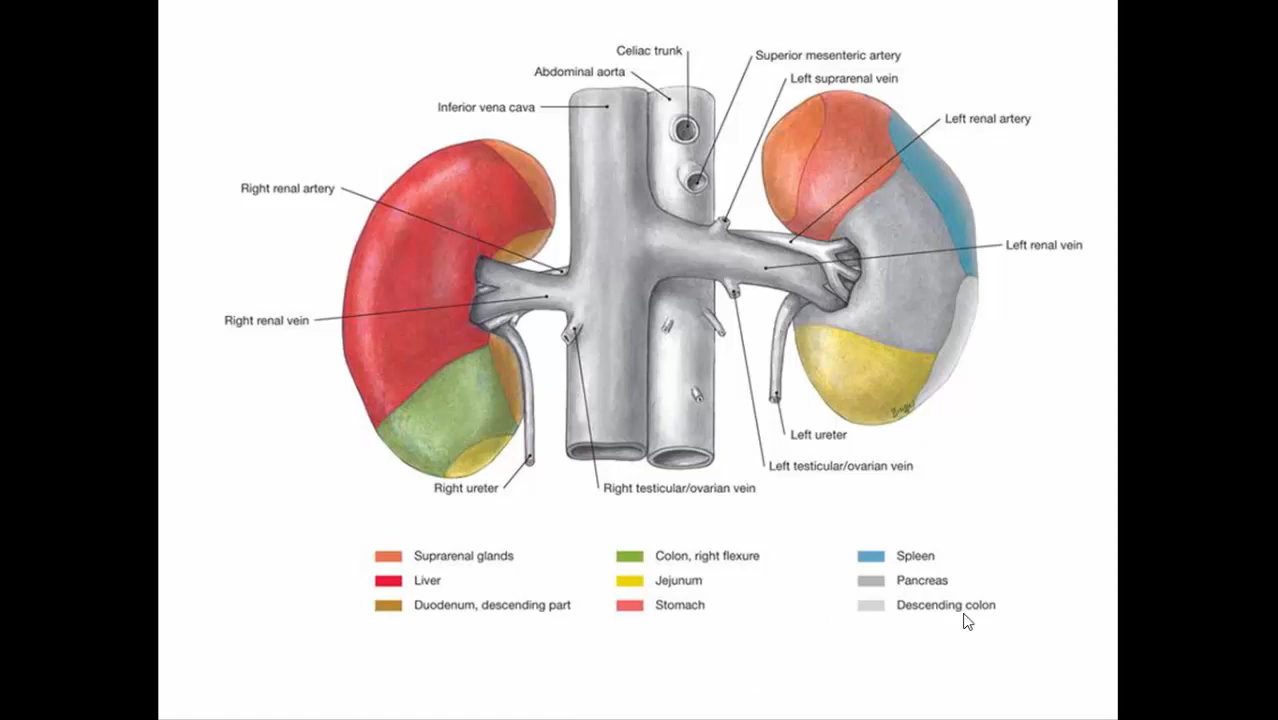 Celiac trunk
Superior mesenteric artery
Abdominal aorta
Left suprarenal vein
Inferior vena cava
Left renal artery
Right renal artery
Left renal vein
Right renal vein
Left ureter
Left testicular/ovarian vein
Right ureter
Right testicular/ovarian vein
Suprarenal glands
Colon, right flexure
Spleen
Liver
Jejunum
Pancreas
Duodenum, descending part
Stomach
Descending colon